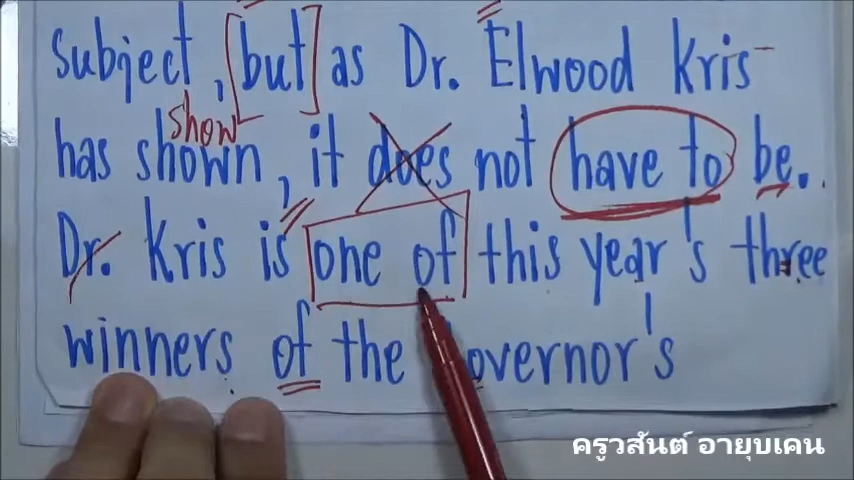 subject, but as Dr. Elwood Kris
show
has shown, it does not have to be.
Dr. Kris is one of this year's three
winners of the Governor's
ครูวสันต์ อายุบเคน